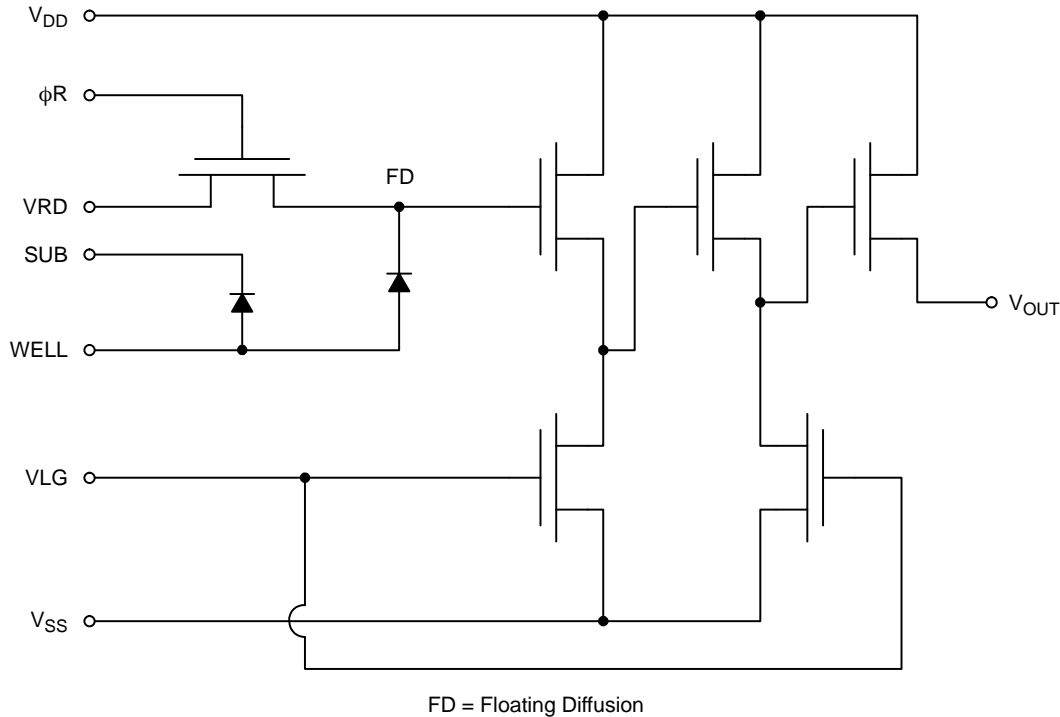 VDD
ϕR
FD
VRD
SUB
VOUT
WELL
VLG
VSS
FD = Floating Diffusion